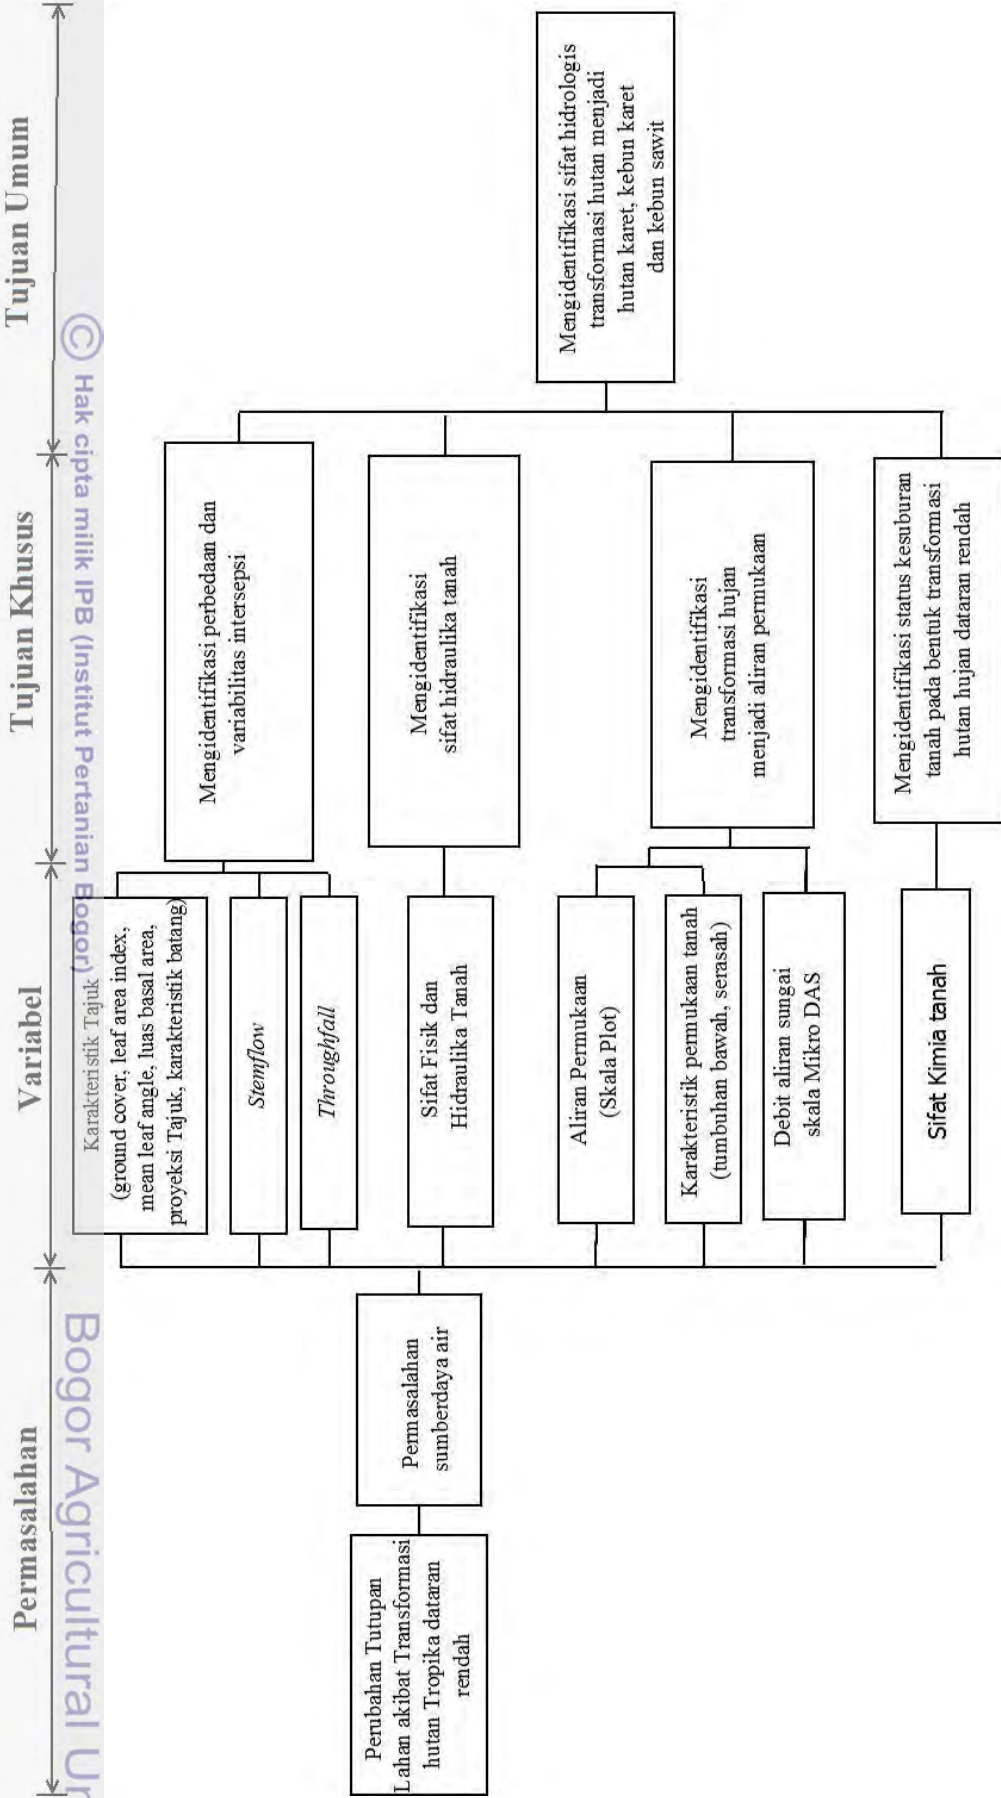 Permasalahan
Variabel
Tujuan Khusus
Tujuan Umum
© Hak cipta milik IPB (Institut Pertanian Bogor)
Bogor Agricultural
Perubahan Tutupan
Lahan akibat Transformasi
hutan Tropika dataran
rendah
Permasalahan
sumberdaya air
Karakteristik Tajuk
(ground cover, leaf area index,
mean leaf angle, luas basal area,
proyeksi Tajuk, karakteristik batang)
Stemflow
Throughfall
Sifat Fisik dan
Hidraulika Tanah
Aliran Permukaan
(Skala Plot)
Karakteristik permukaan tanah
(tumbuhan bawah, serasah)
Debit aliran sungai
skala Mikro DAS
Sifat Kimia tanah
Mengidentifikasi perbedaan dan
variabilitas intersepsi
Mengidentifikasi
sifat hidraulika tanah
Mengidentifikasi
transformasi hujan
menjadi aliran permukaan
Mengidentifikasi status kesuburan
tanah pada bentuk transformasi
hutan hujan dataran rendah
Mengidentifikasi sifat hidrologis
transformasi hutan menjadi
hutan karet, kebun karet
dan kebun sawit